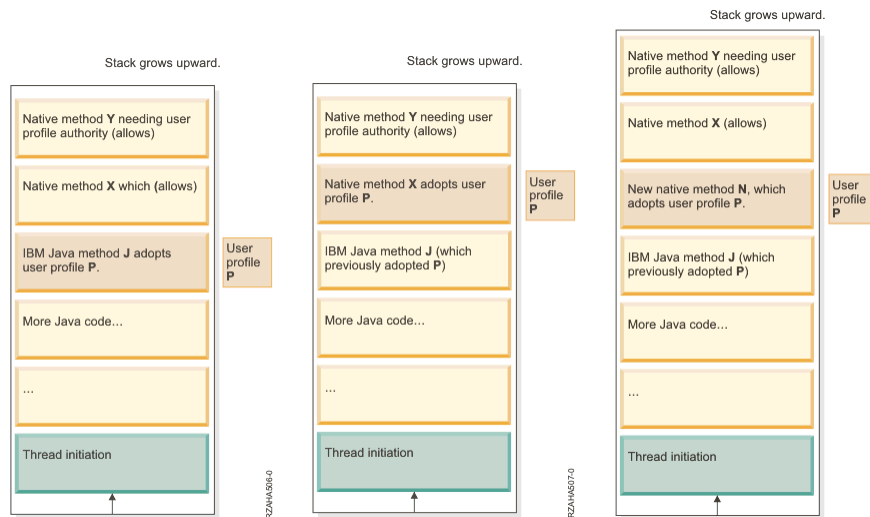 Stack grows upward.
Native method Y needing user
profile authority (allows)
Native method X which (allows)
IBM Java method J adopts
user profile P.
User
profile
P
More Java code...
...
Thread initiation
RZAHA506-0
Stack grows upward.
Native method Y needing user
profile authority (allows)
Native method X adopts user
profile P.
User
profile
P
IBM Java method J (which
previously adopted P)
More Java code...
...
Thread initiation
RZAHA507-0
Stack grows upward.
Native method Y needing user
profile authority (allows)
Native method X (allows)
New native method N, which
adopts user profile P.
User
profile
P
IBM Java method J (which
previously adopted P)
More Java code...
...
Thread initiation